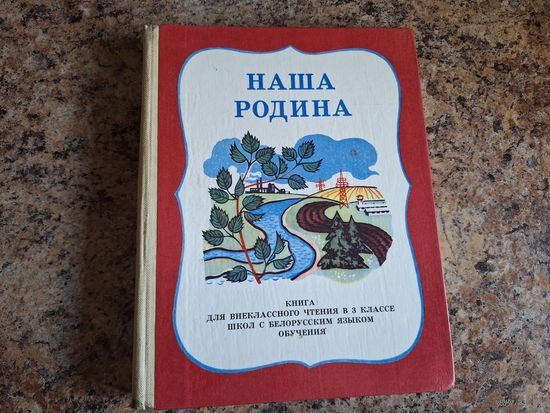 НАША
РОДИНА
КНИГА
ДЛЯ ВНЕКЛАССНОГО ЧТЕНИЯ В 3 КЛАССЕ
ШКОЛ С БЕЛОРУССКИМ ЯЗЫКОМ
ОБУЧЕНИЯ